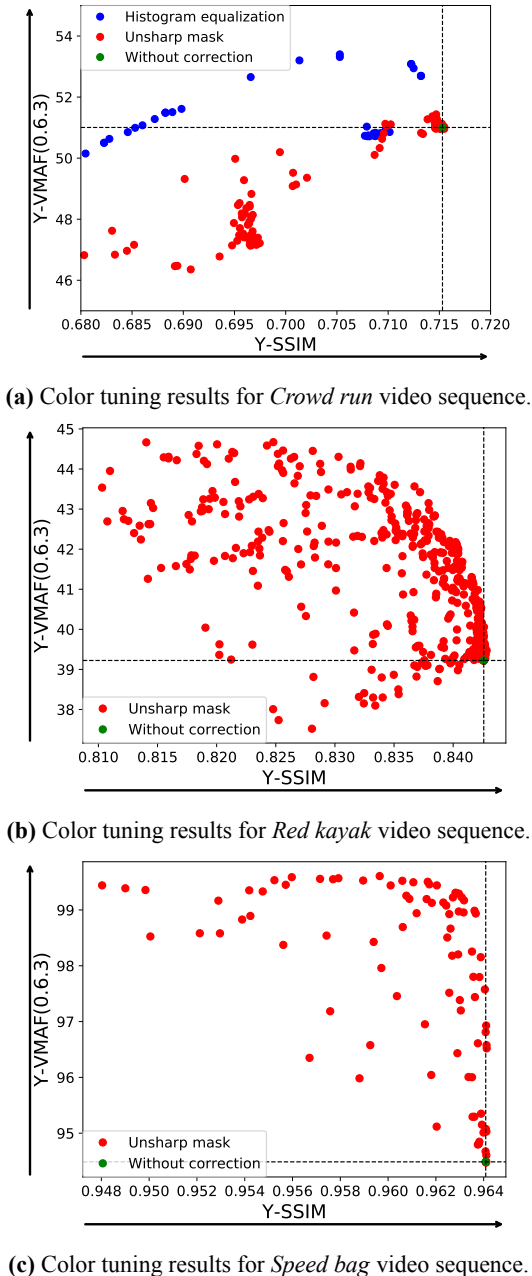 54
52
50
48
46
Y-VMAF(0.6.3)
Histogram equalization
Unsharp mask
Without correction
0.680 0.685 0.690 0.695 0.700 0.705 0.710 0.715 0.720
Y-SSIM
(a) Color tuning results for Crowd run video sequence.
45
44
43
42
41
40
39
38
Y-VMAF(0.6.3)
Unsharp mask
Without correction
0.810 0.815 0.820 0.825 0.830 0.835 0.840
Y-SSIM
(b) Color tuning results for Red kayak video sequence.
99
98
97
96
95
Y-VMAF(0.6.3)
Unsharp mask
Without correction
0.948 0.950 0.952 0.954 0.956 0.958 0.960 0.962 0.964
Y-SSIM
(c) Color tuning results for Speed bag video sequence.